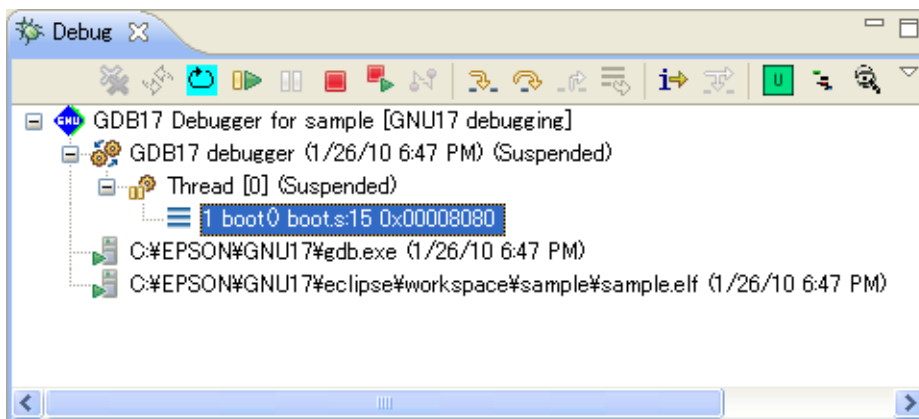 Debug
i
U
GNU GDB17 Debugger for sample [GNU17 debugging]
GDB17 debugger (1/26/10 6:47 PM) (Suspended)
Thread [0] (Suspended)
1 boot() boot.s:15 0x00008080
C:¥EPSON¥GNU17¥gdb.exe (1/26/10 6:47 PM)
C:¥EPSON¥GNU17¥eclipse¥workspace¥sample¥sample.elf (1/26/10 6:47 PM)